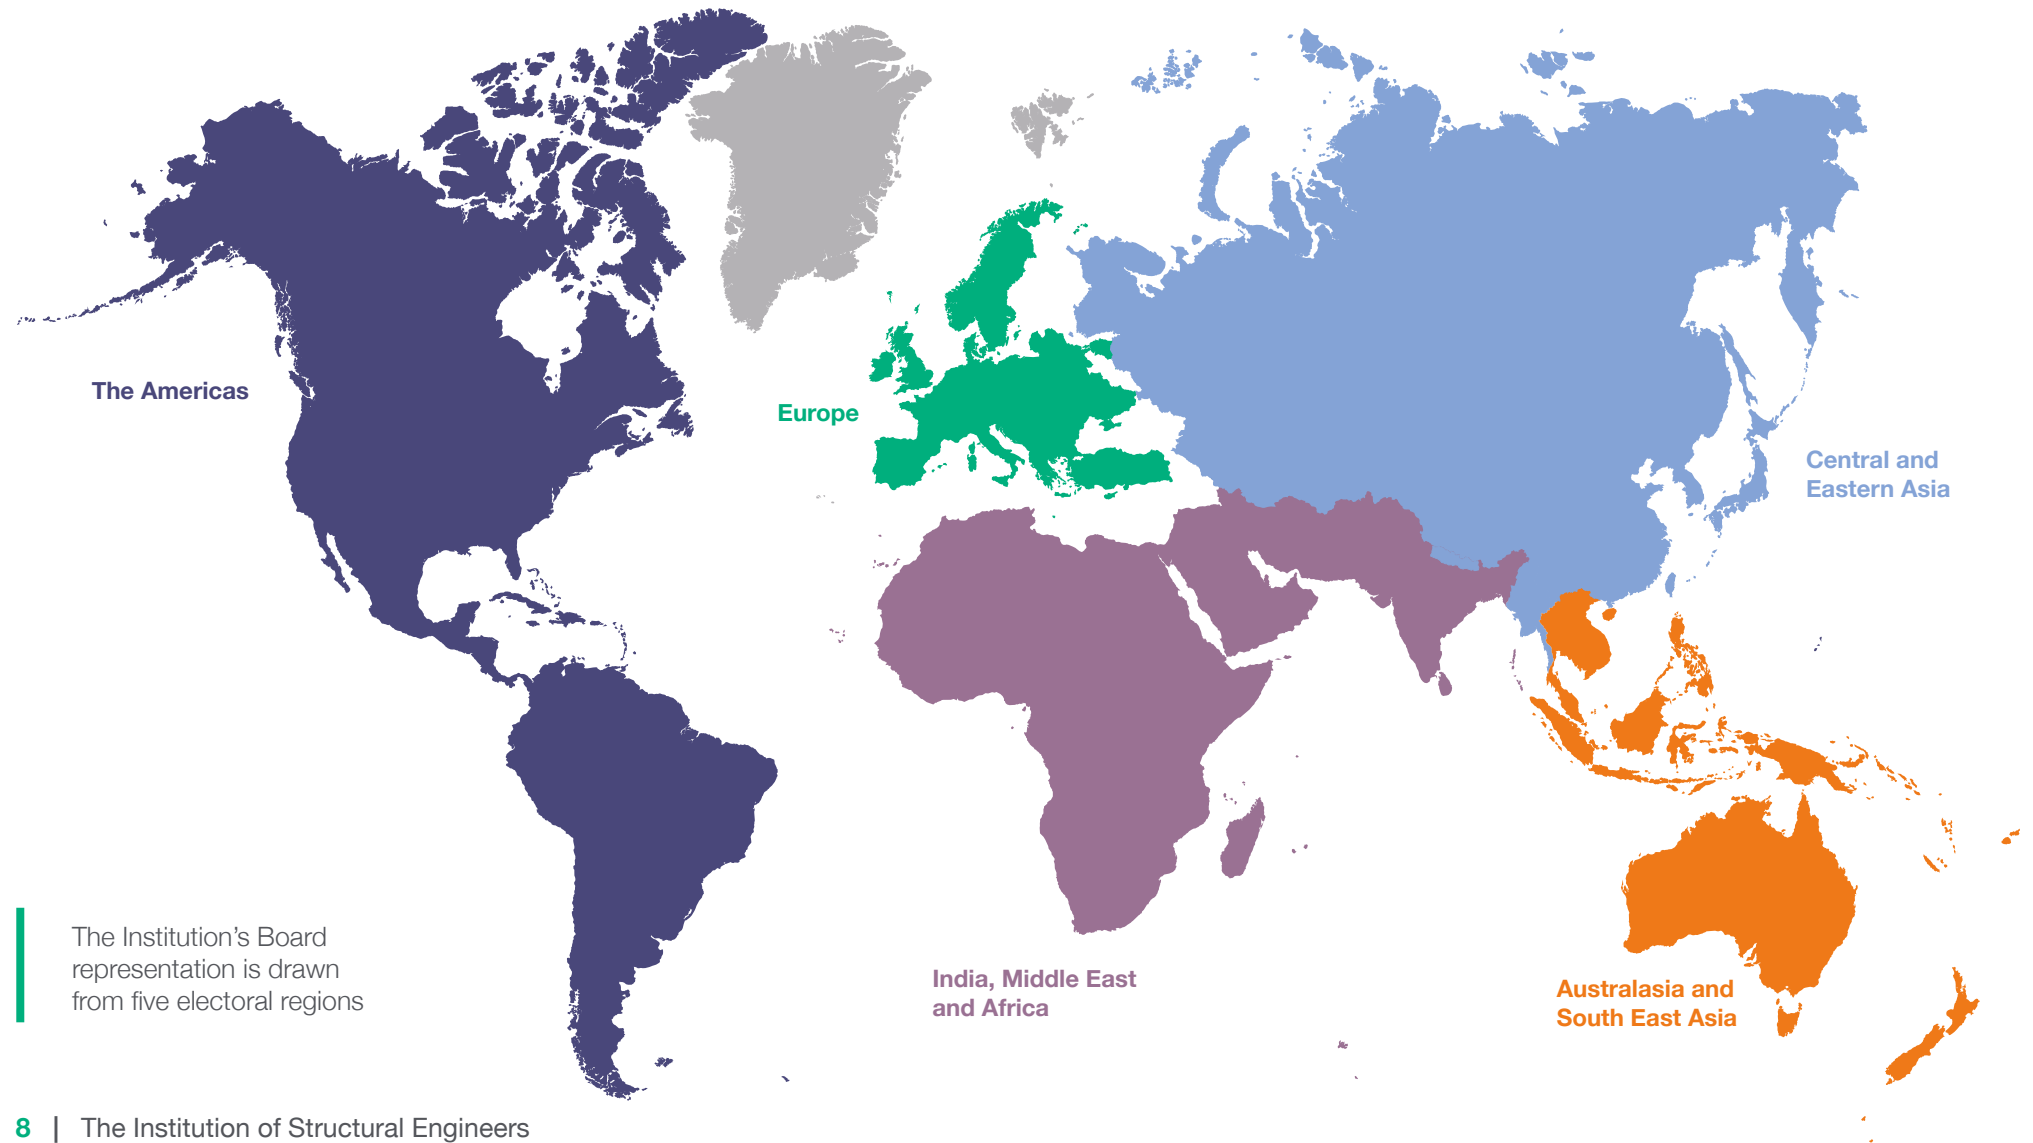 The Americas
Europe
Central and
Eastern Asia
India, Middle East
and Africa
Australasia and
South East Asia
The Institution’s Board
representation is drawn
from five electoral regions
8 | The Institution of Structural Engineers